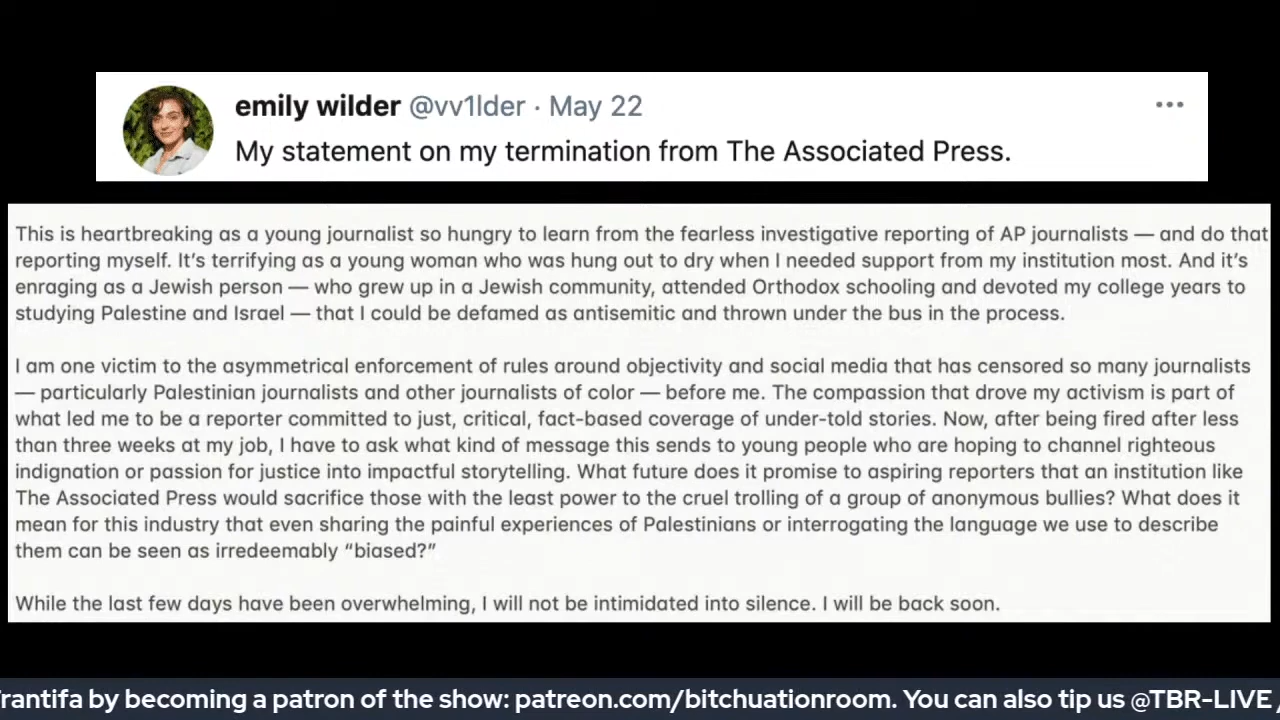 emily wilder @vv1lder · May 22
My statement on my termination from The Associated Press.
This is heartbreaking as a young journalist so hungry to learn from the fearless investigative reporting of AP journalists — and do that
reporting myself. It's terrifying as a young woman who was hung out to dry when I needed support from my institution most. And it's
enraging as a Jewish person — who grew up in a Jewish community, attended Orthodox schooling and devoted my college years to
studying Palestine and Israel — that I could be defamed as antisemitic and thrown under the bus in the process.
I am one victim to the asymmetrical enforcement of rules around objectivity and social media that has censored so many journalists
— particularly Palestinian journalists and other journalists of color — before me. The compassion that drove my activism is part of
what led me to be a reporter committed to just, critical, fact-based coverage of under-told stories. Now, after being fired after less
than three weeks at my job, I have to ask what kind of message this sends to young people who are hoping to channel righteous
indignation or passion for justice into impactful storytelling. What future does it promise to aspiring reporters that an institution like
The Associated Press would sacrifice those with the least power to the cruel trolling of a group of anonymous bullies? What does it
mean for this industry that even sharing the painful experiences of Palestinians or interrogating the language we use to describe
them can be seen as irredeemably “biased?”
While the last few days have been overwhelming, I will not be intimidated into silence. I will be back soon.
rantifa by becoming a patron of the show: patreon.com/bitchuationroom. You can also tip us @TBR-LIVE